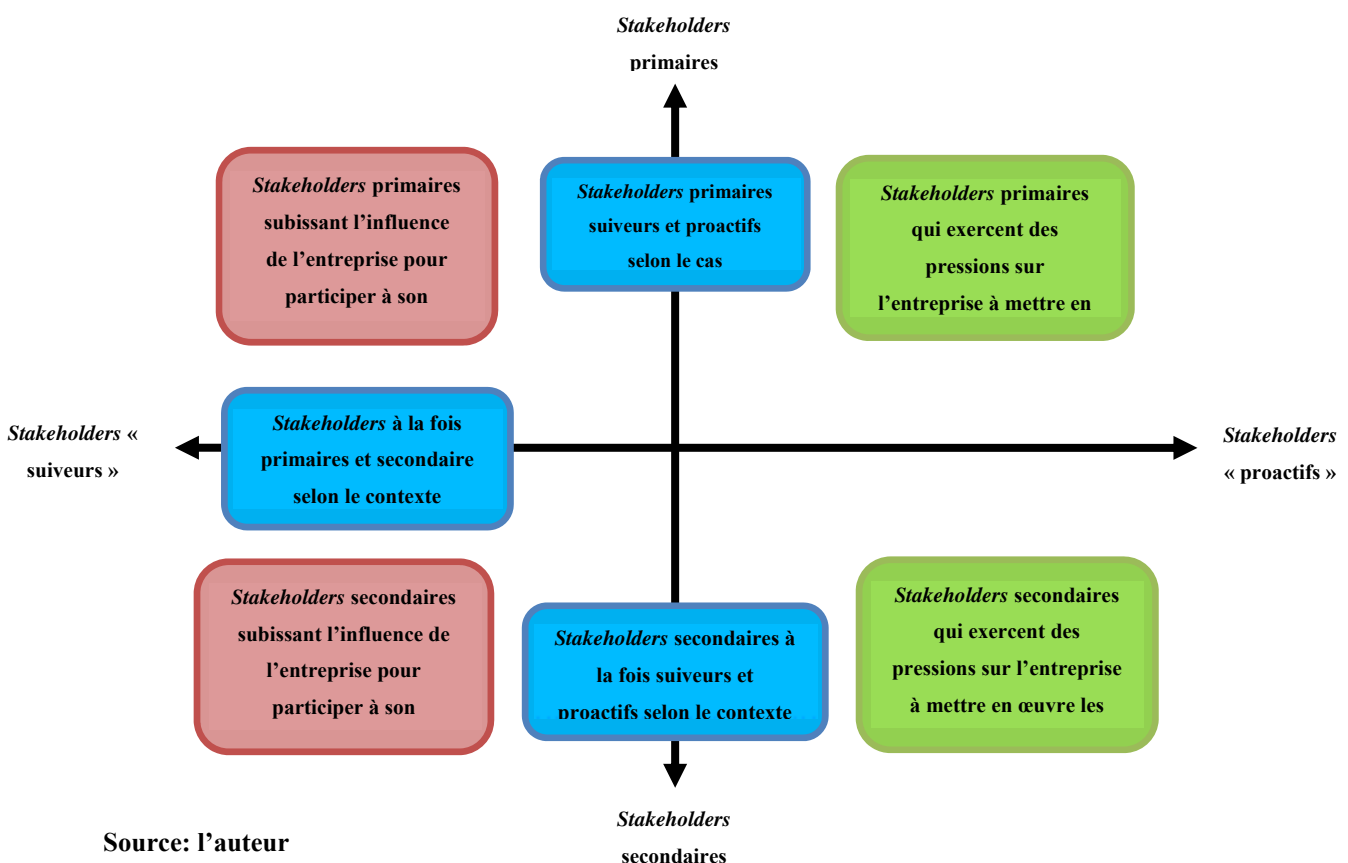 Stakeholders
primaires
Stakeholders primaires
subissant l’influence
de l’entreprise pour
participer à son
Stakeholders primaires
suiveurs et proactifs
selon le cas
Stakeholders primaires
qui exercent des
pressions sur
l’entreprise à mettre en
Stakeholders «
suiveurs »
Stakeholders à la fois
primaires et secondaire
selon le contexte
Stakeholders
« proactifs »
Stakeholders secondaires
subissant l’influence de
l’entreprise pour
participer à son
Stakeholders secondaires à
la fois suiveurs et
proactifs selon le contexte
Stakeholders secondaires
qui exercent des
pressions sur l’entreprise
à mettre en œuvre les
Stakeholders
secondaires
Source: l’auteur